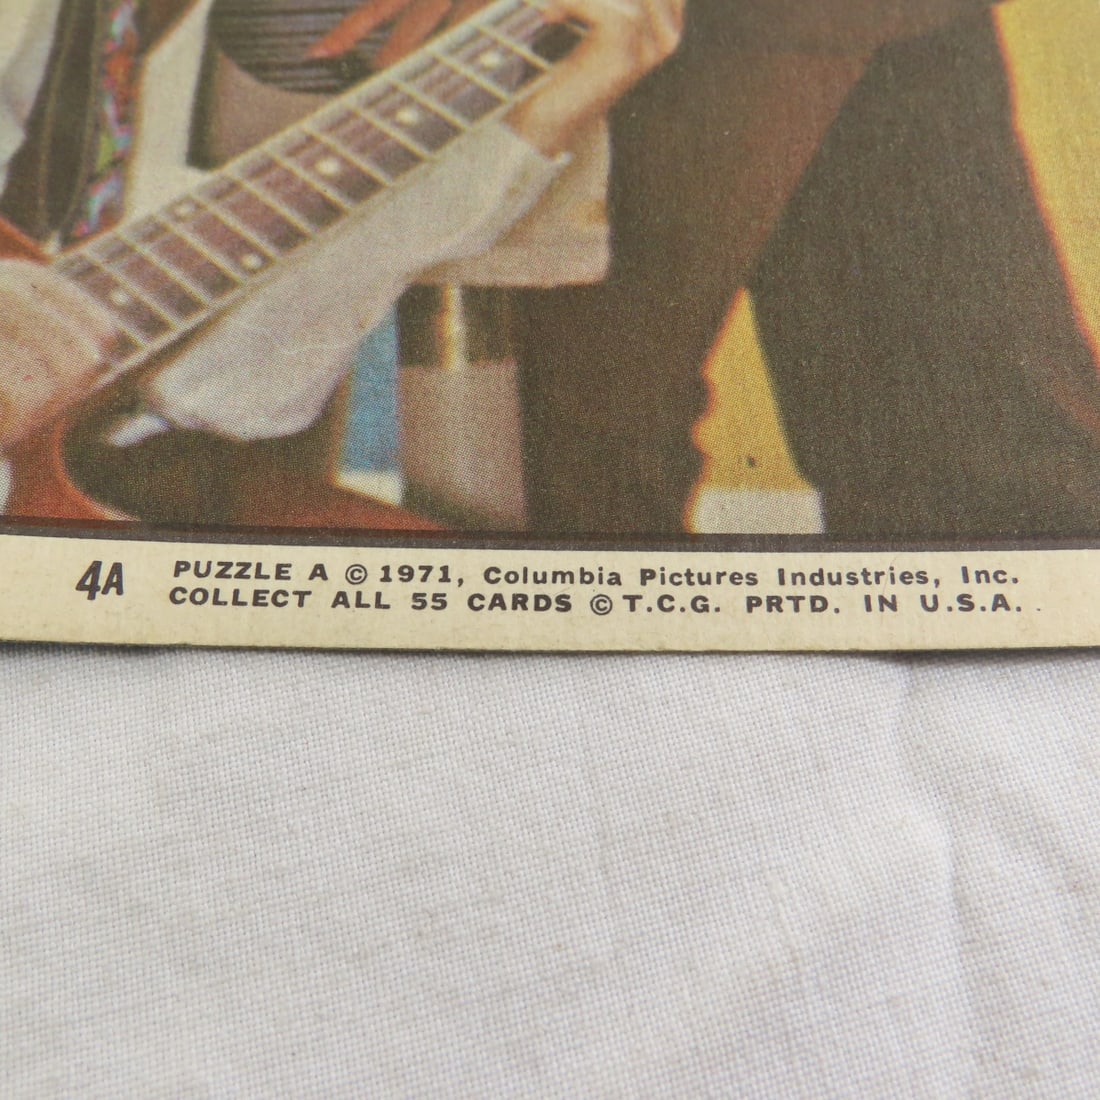 4A PUZZLE A © 1971, Columbia Pictures Industries, Inc.
COLLECT ALL 55 CARDS © T.C.G. PRTD. IN U.S.A.